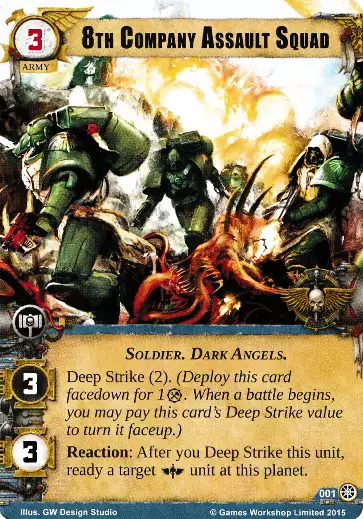 3
8TH COMPANY ASSAULT SQUAD
ARMY
SOLDIER. DARK ANGELS.
3
Deep Strike (2). (Deploy this card
facedown for 1. When a battle begins,
you may pay this card's Deep Strike value
to turn it faceup.)
3
Reaction: After you Deep Strike this unit,
ready a target unit at this planet.
001
Illus. GW Design Studio
© Games Workshop Limited 2015